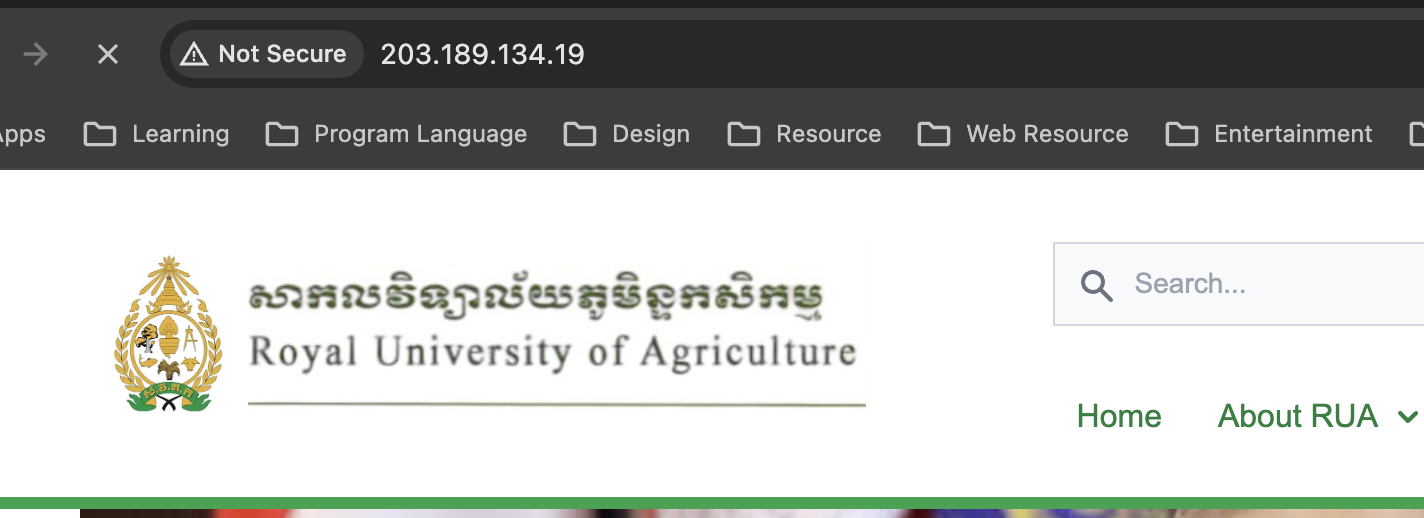 Not Secure 203.189.134.19
Apps Learning Program Language Design Resource Web Resource Entertainment
សាកលវិទ្យាល័យភូមិន្ទកសិកម្ម
Royal University of Agriculture
Search...
Home About RUA